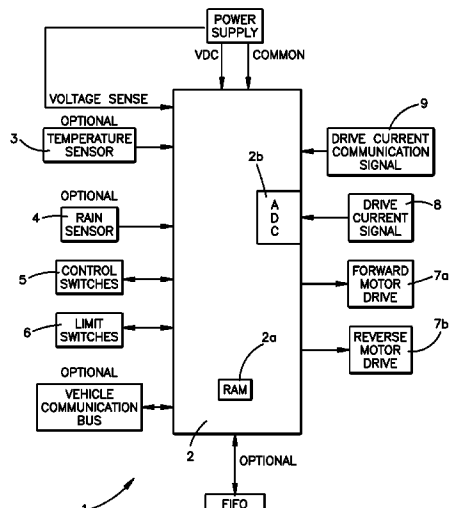 POWER
SUPPLY
VDC
COMMON
VOLTAGE SENSE
OPTIONAL
3
TEMPERATURE
SENSOR
9
DRIVE CURRENT
COMMUNICATION
SIGNAL
2b
A
D
C
OPTIONAL
4
RAIN
SENSOR
DRIVE
CURRENT
SIGNAL
8
5
CONTROL
SWITCHES
FORWARD
MOTOR
DRIVE
7a
6
LIMIT
SWITCHES
REVERSE
MOTOR
DRIVE
7b
2a
RAM
OPTIONAL
VEHICLE
COMMUNICATION
BUS
2
OPTIONAL
1
FIFO